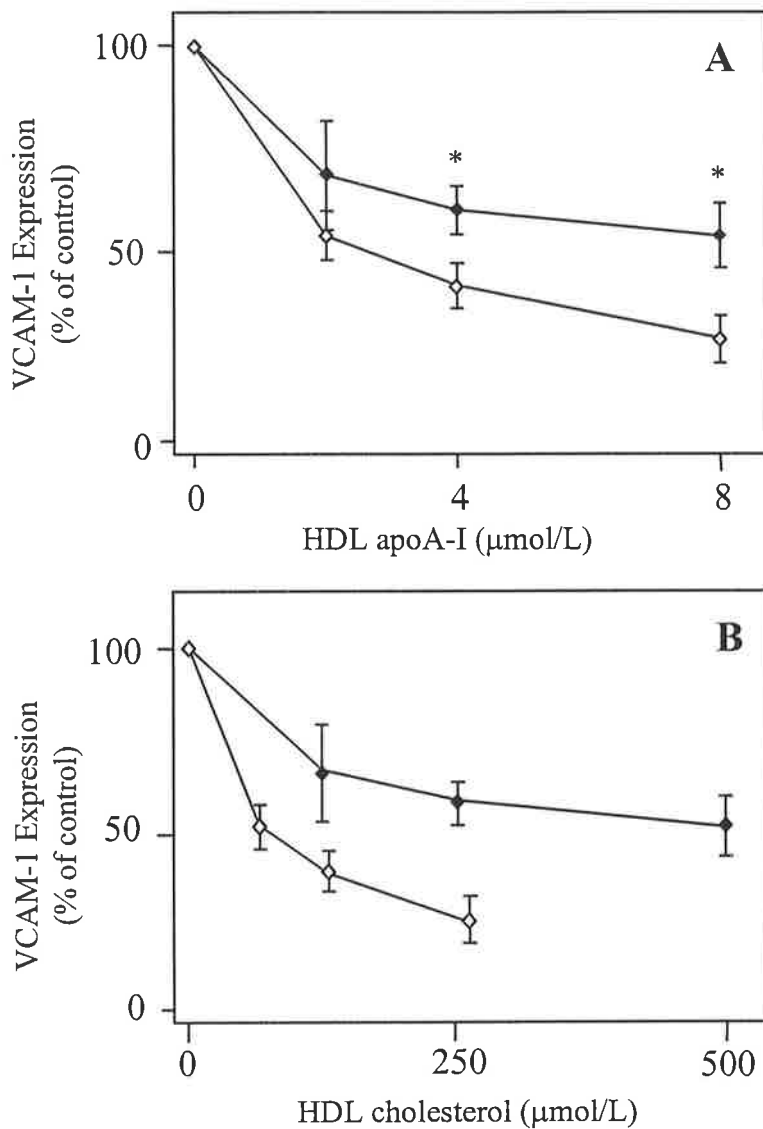 A
VCAM-1 Expression
(% of control)
100
50
0
*
*
0
4
8
HDL apoA-I (μmol/L)
B
VCAM-1 Expression
(% of control)
100
50
0
0
250
500
HDL cholesterol (μmol/L)